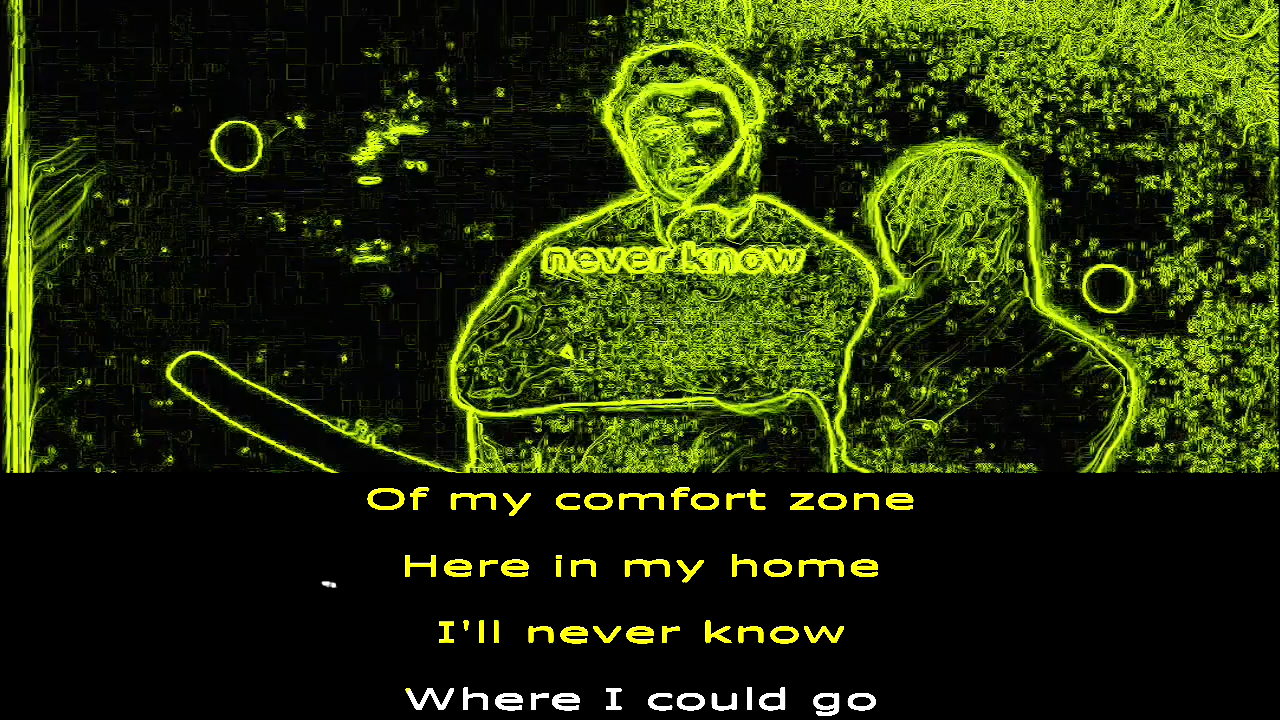 never know
Of my comfort zone
Here in my home
I'll never know
Where I could go